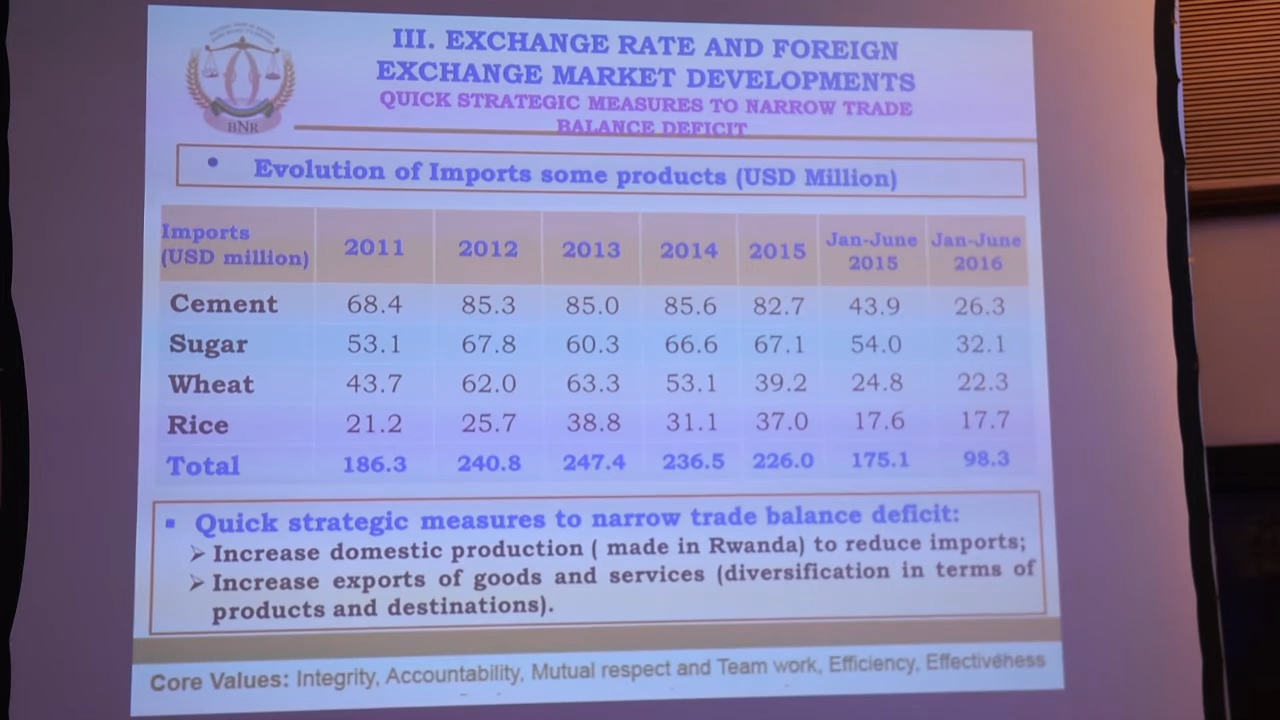 III. EXCHANGE RATE AND FOREIGN
EXCHANGE MARKET DEVELOPMENTS
QUICK STRATEGIC MEASURES TO NARROW TRADE
BALANCE DEFICIT
BNR
• Evolution of Imports some products (USD Million)
Imports (USD million) 2011 2012 2013 2014 2015 Jan-June 2015 Jan-June 2016
Cement 68.4 85.3 85.0 85.6 82.7 43.9 26.3
Sugar 53.1 67.8 60.3 66.6 67.1 54.0 32.1
Wheat 43.7 62.0 63.3 53.1 39.2 24.8 22.3
Rice 21.2 25.7 38.8 31.1 37.0 17.6 17.7
Total 186.3 240.8 247.4 236.5 226.0 175.1 98.3
▪ Quick strategic measures to narrow trade balance deficit:
➢ Increase domestic production ( made in Rwanda) to reduce imports;
➢ Increase exports of goods and services (diversification in terms of
products and destinations).
Core Values: Integrity, Accountability, Mutual respect and Team work, Efficiency, Effectiveness